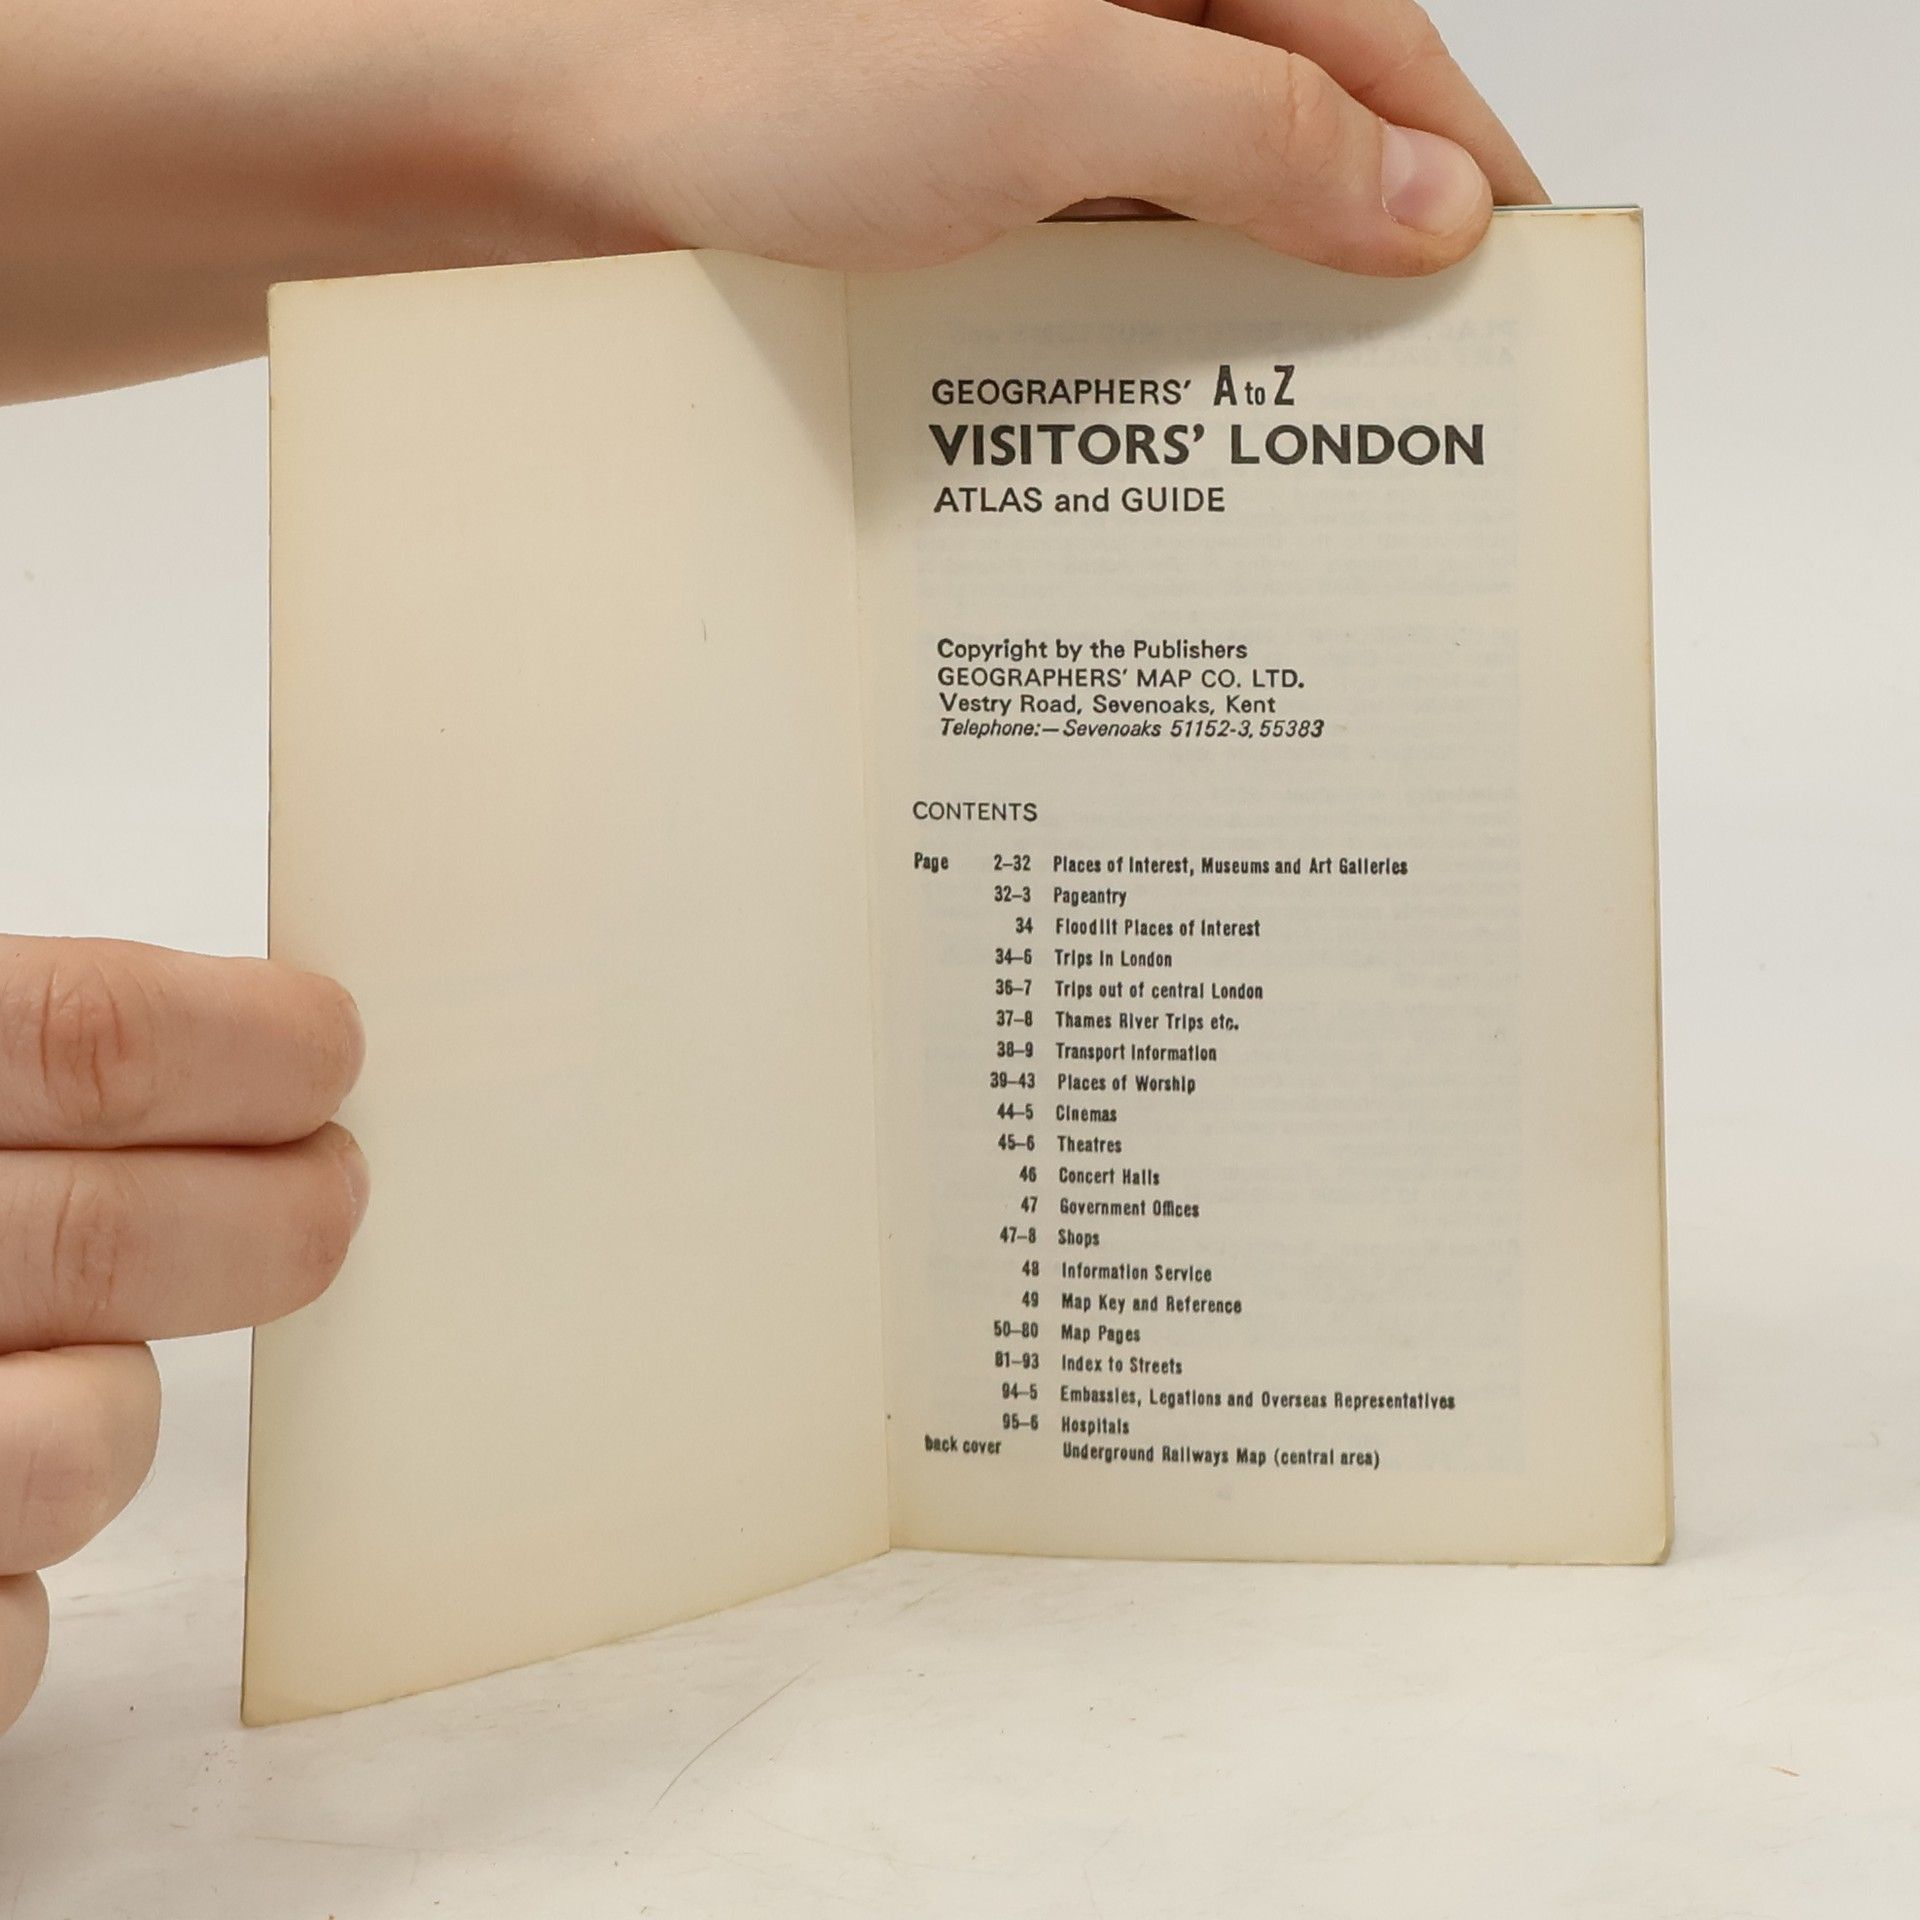 GEOGRAPHERS' A to Z
VISITORS' LONDON
ATLAS and GUIDE
Copyright by the Publishers
GEOGRAPHERS' MAP CO. LTD.
Vestry Road, Sevenoaks, Kent
Telephone:—Sevenoaks 51152-3, 55383
CONTENTS
Page 2–32 Places of Interest, Museums and Art Galleries
32–3 Pageantry
34 Floodlit Places of Interest
34–6 Trips in London
36–7 Trips out of central London
37–8 Thames River Trips etc.
38–9 Transport Information
39–43 Places of Worship
44–5 Cinemas
45–6 Theatres
46 Concert Halls
47 Government Offices
47–8 Shops
48 Information Service
49 Map Key and Reference
50–80 Map Pages
81–93 Index to Streets
94–5 Embassies, Legations and Overseas Representatives
95–6 Hospitals
back cover Underground Railways Map (central area)